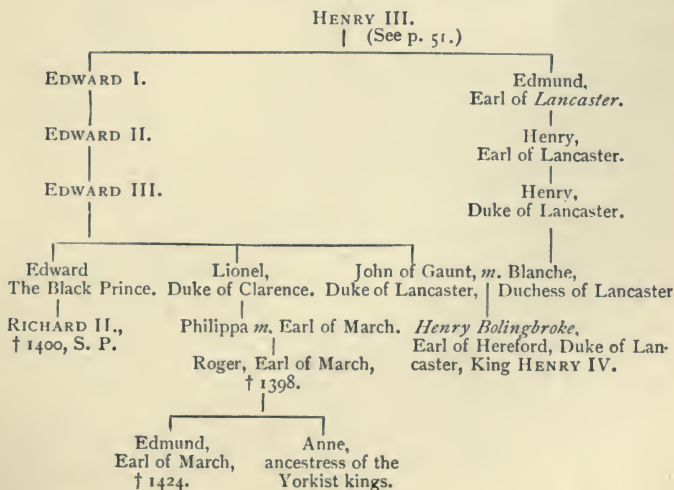 HENRY III.
(See p. 51.)
EDWARD I.
Edmund,
Earl of Lancaster.
EDWARD II.
Henry,
Earl of Lancaster.
EDWARD III.
Henry,
Duke of Lancaster.
Edward
The Black Prince.
Lionel,
Duke of Clarence.
John of Gaunt, m. Blanche,
Duke of Lancaster, Duchess of Lancaster
RICHARD II.,
† 1400, S. P.
Philippa m. Earl of March.
Henry Bolingbroke,
Earl of Hereford, Duke of Lan-
caster, King HENRY IV.
Roger, Earl of March,
† 1398.
Edmund,
Earl of March,
† 1424.
Anne,
ancestress of the
Yorkist kings.